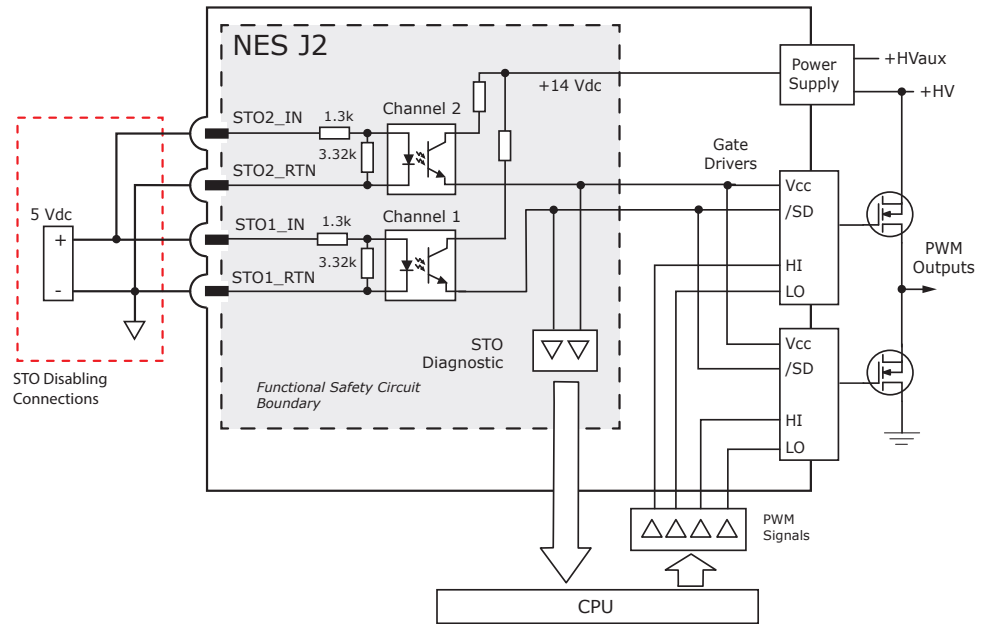 NES J2
Power
Supply
+HVaux
+HV
+14 Vdc
STO2_IN
1.3k
Channel 2
3.32k
STO2_RTN
Gate
Drivers
Vcc
/SD
HI
LO
5 Vdc
+
-
STO1_IN
1.3k
Channel 1
3.32k
STO1_RTN
PWM
Outputs
STO
Diagnostic
Vcc
/SD
HI
LO
STO Disabling
Connections
Functional Safety Circuit
Boundary
PWM
Signals
CPU